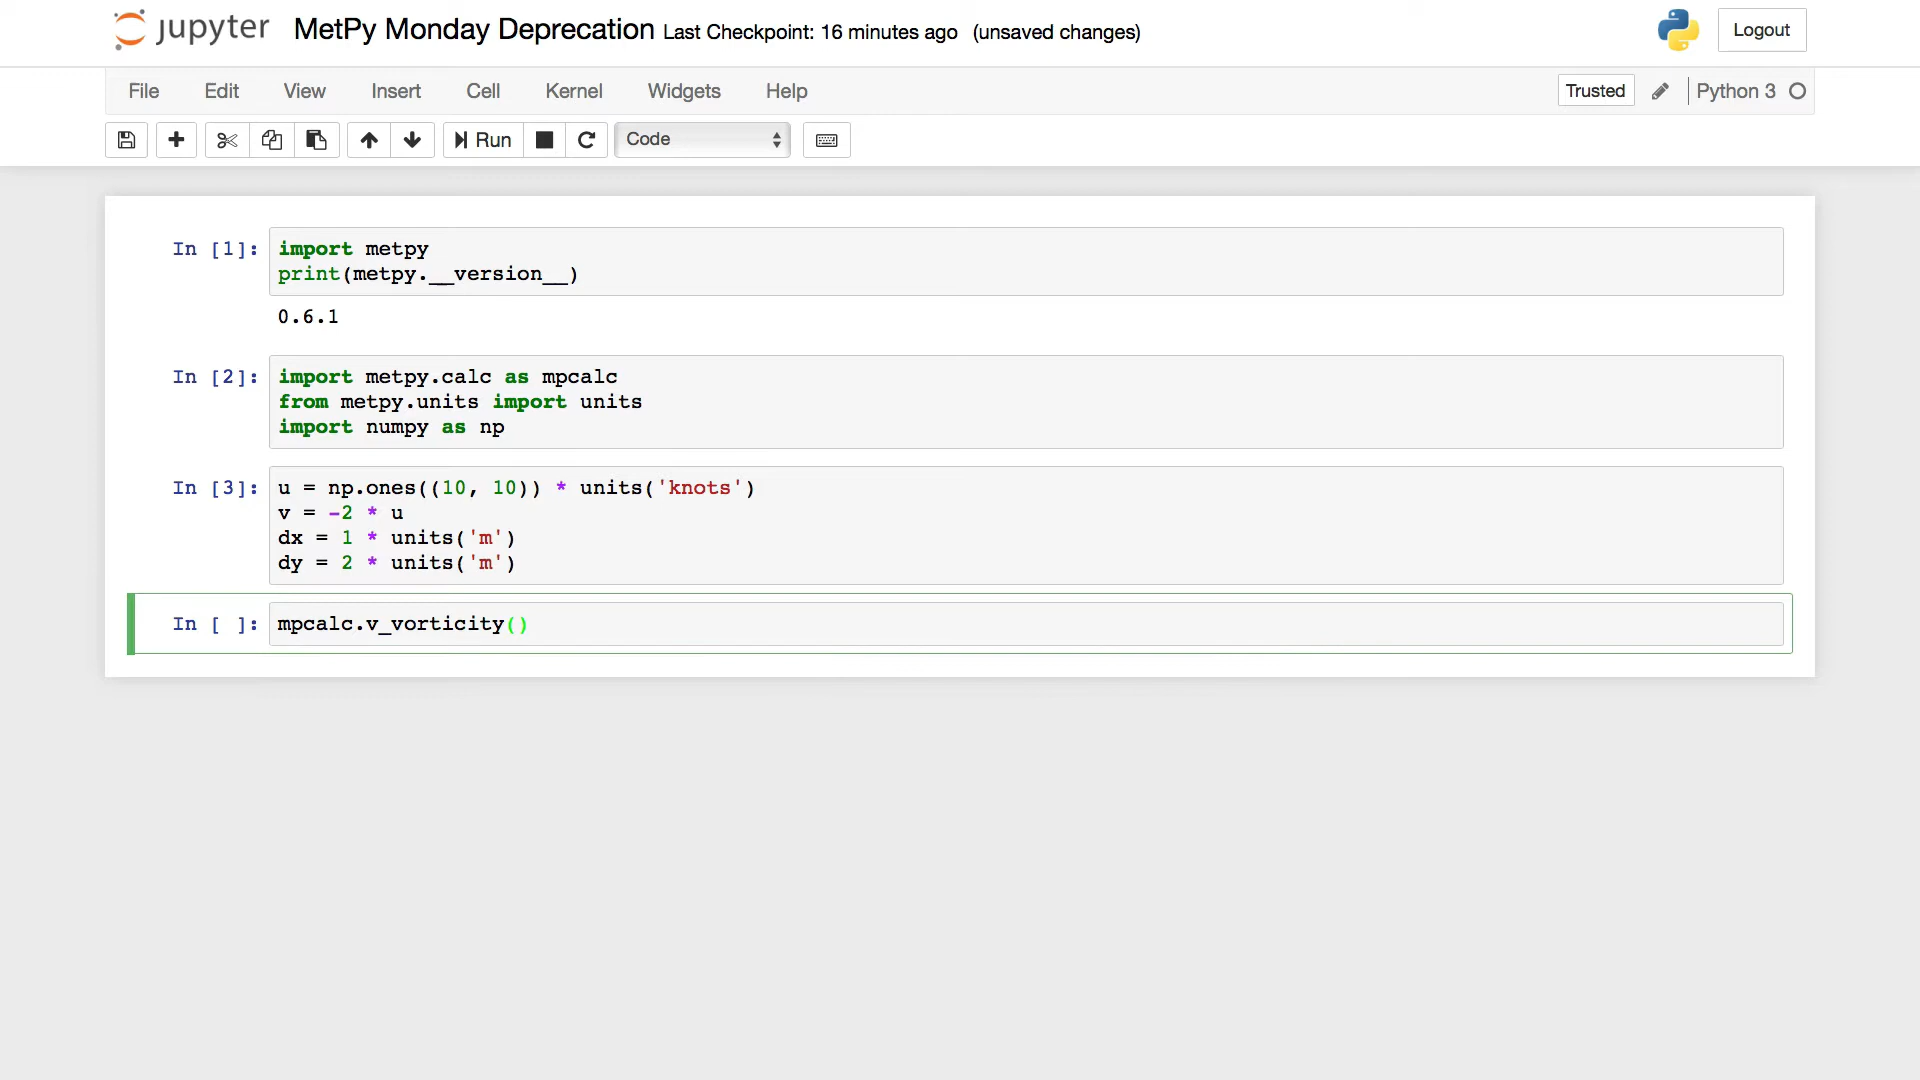 jupyter MetPy Monday Deprecation Last Checkpoint: 16 minutes ago (unsaved changes) Logout
File Edit View Insert Cell Kernel Widgets Help Trusted Python 3
Run Code
In [1]: import metpy
print(metpy.__version__)
0.6.1
In [2]: import metpy.calc as mpcalc
from metpy.units import units
import numpy as np
In [3]: u = np.ones((10, 10)) * units('knots')
v = -2 * u
dx = 1 * units('m')
dy = 2 * units('m')
In [ ]: mpcalc.v_vorticity()